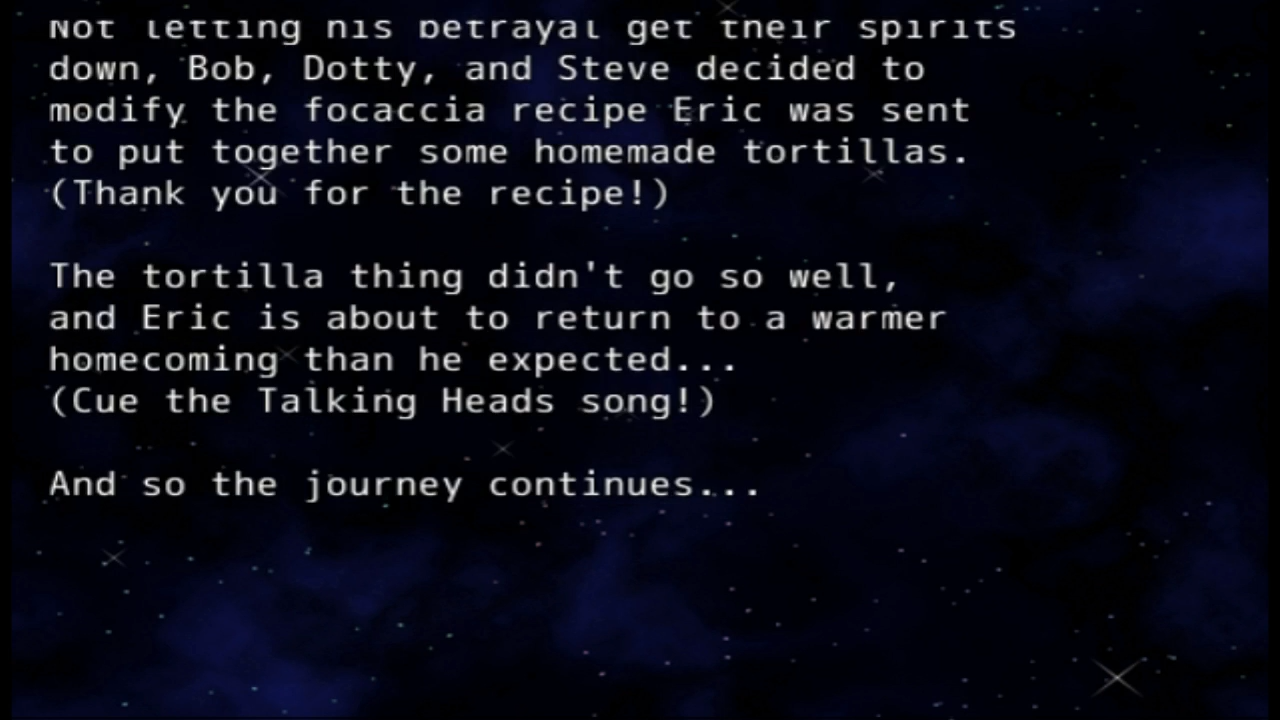 Not letting his betrayal get their spirits
down, Bob, Dotty, and Steve decided to
modify the focaccia recipe Eric was sent
to put together some homemade tortillas.
(Thank you for the recipe!)
The tortilla thing didn't go so well,
and Eric is about to return to a warmer
homecoming than he expected...
(Cue the Talking Heads song!)
And so the journey continues...